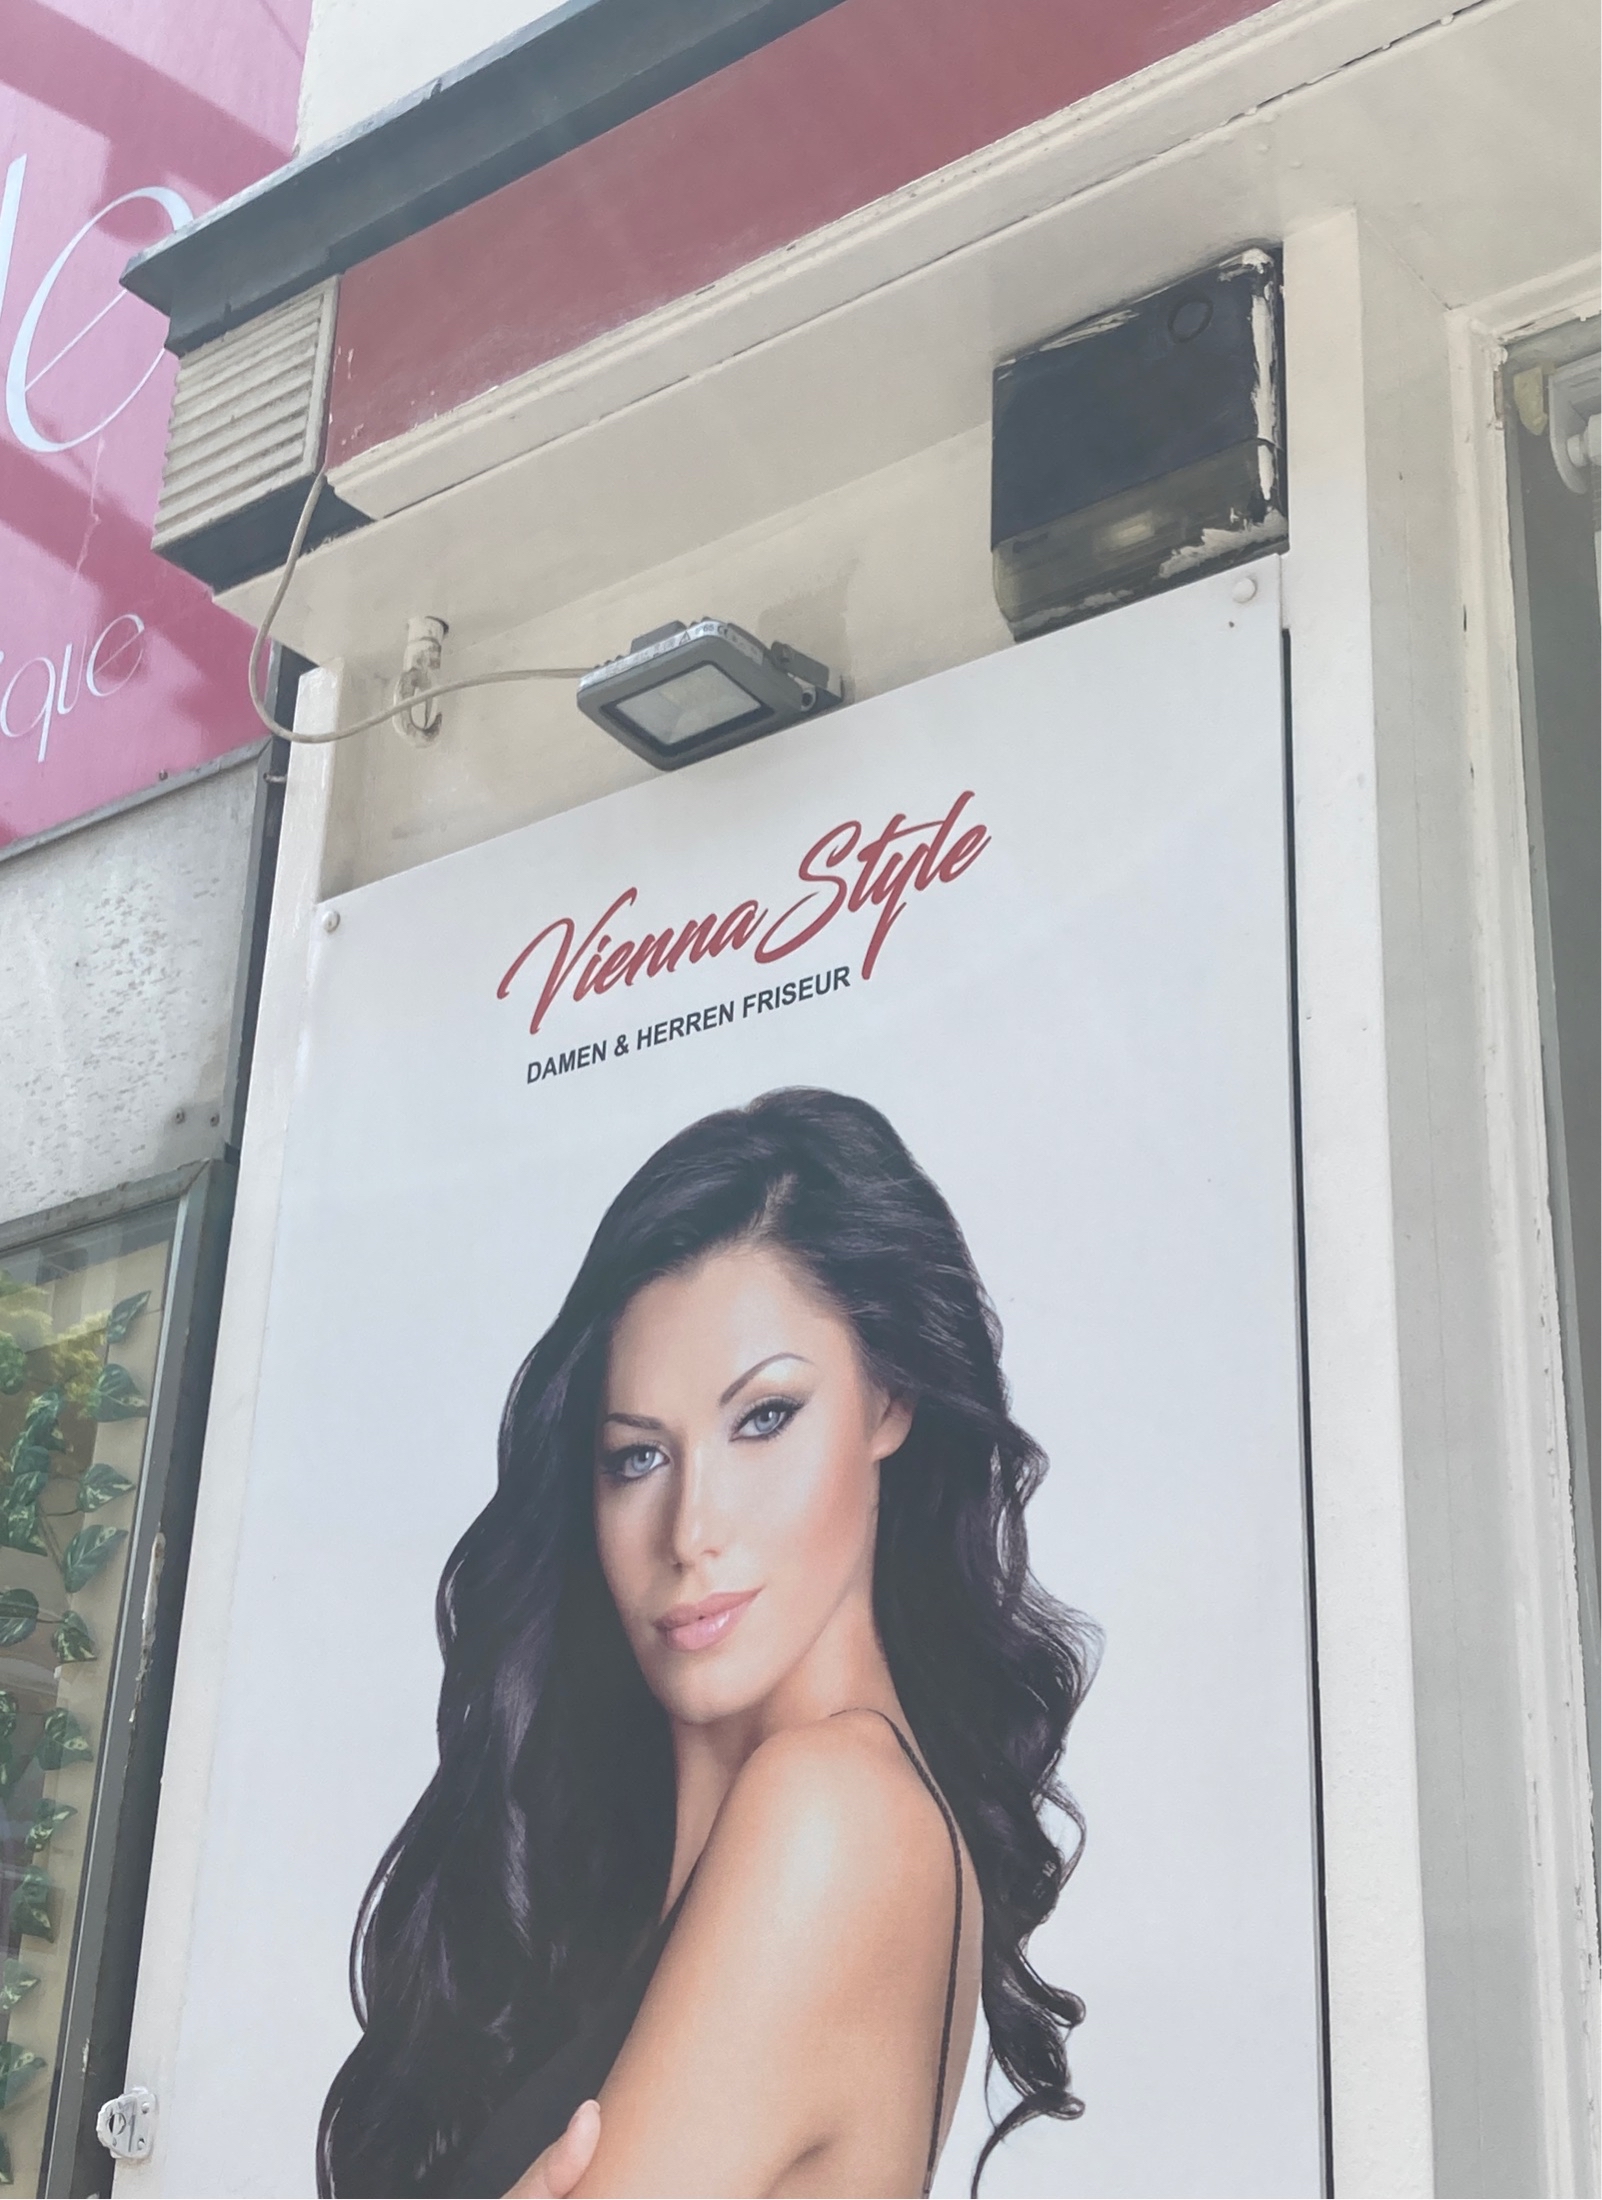 Vienna Style
DAMEN & HERREN FRISEUR